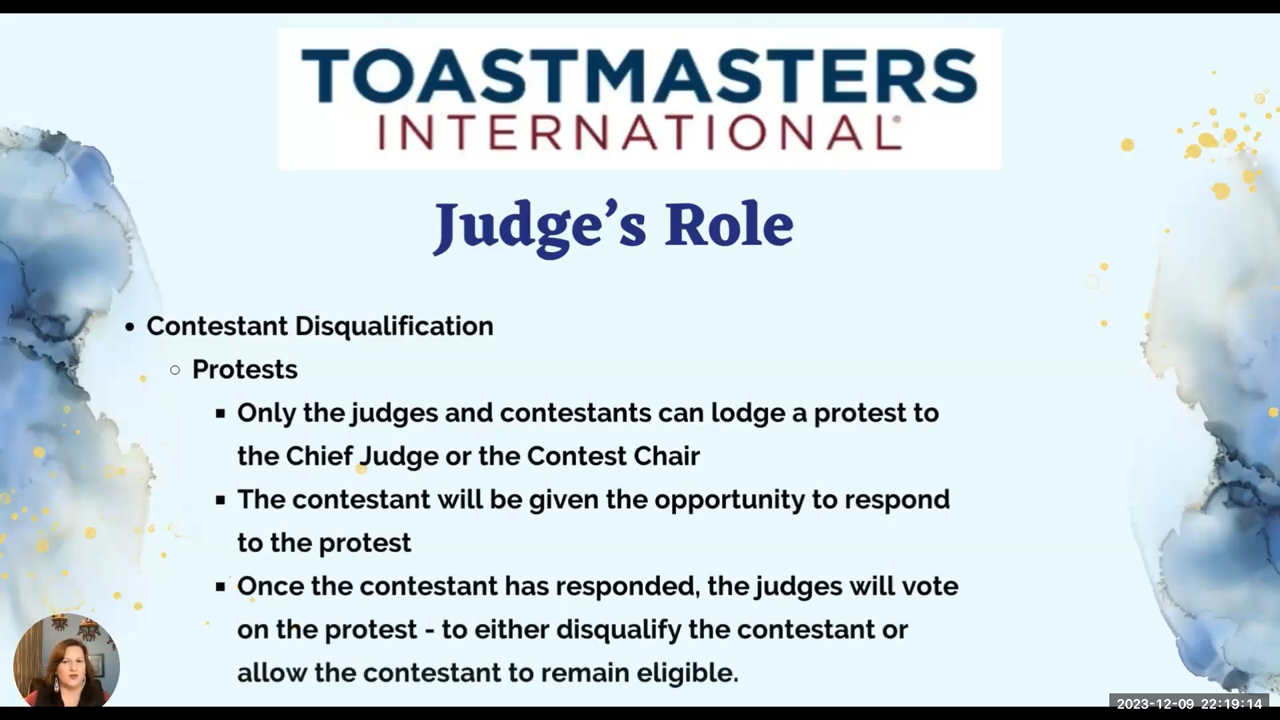 TOASTMASTERS
INTERNATIONAL®
Judge's Role
• Contestant Disqualification
○ Protests
▪ Only the judges and contestants can lodge a protest to
the Chief Judge or the Contest Chair
▪ The contestant will be given the opportunity to respond
to the protest
▪ Once the contestant has responded, the judges will vote
on the protest - to either disqualify the contestant or
allow the contestant to remain eligible.
2023-12-09 22:19:14